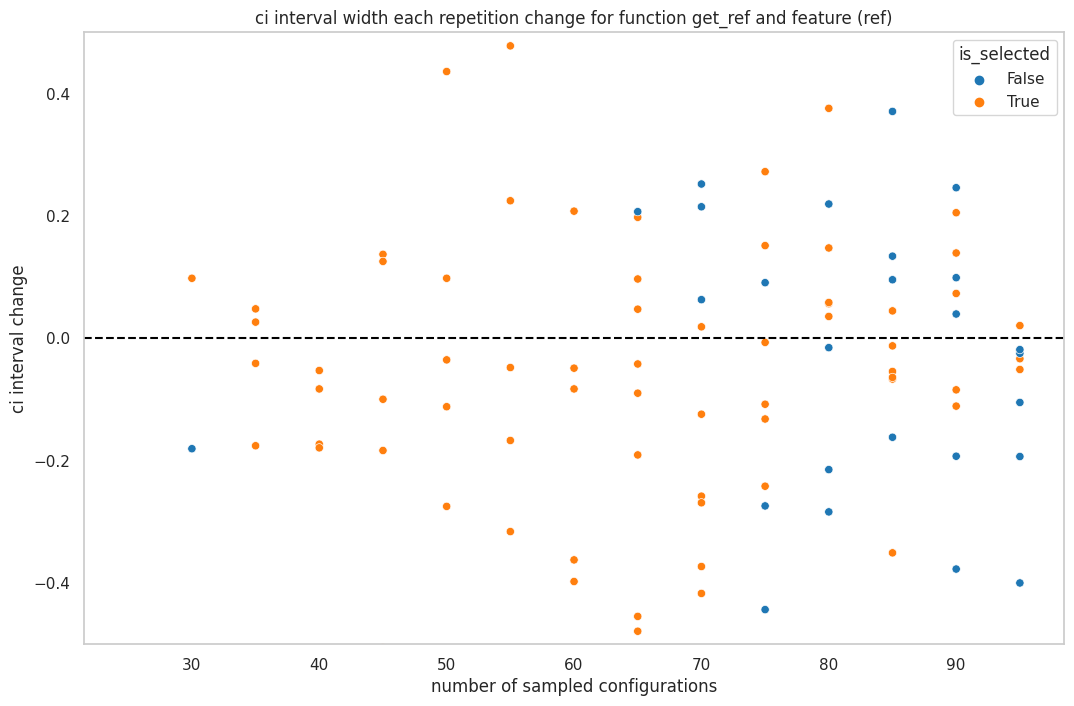 ci interval width each repetition change for function get_ref and feature (ref)
is_selected
False
True
ci interval change
0.4
0.2
0.0
−0.2
−0.4
30 40 50 60 70 80 90
number of sampled configurations